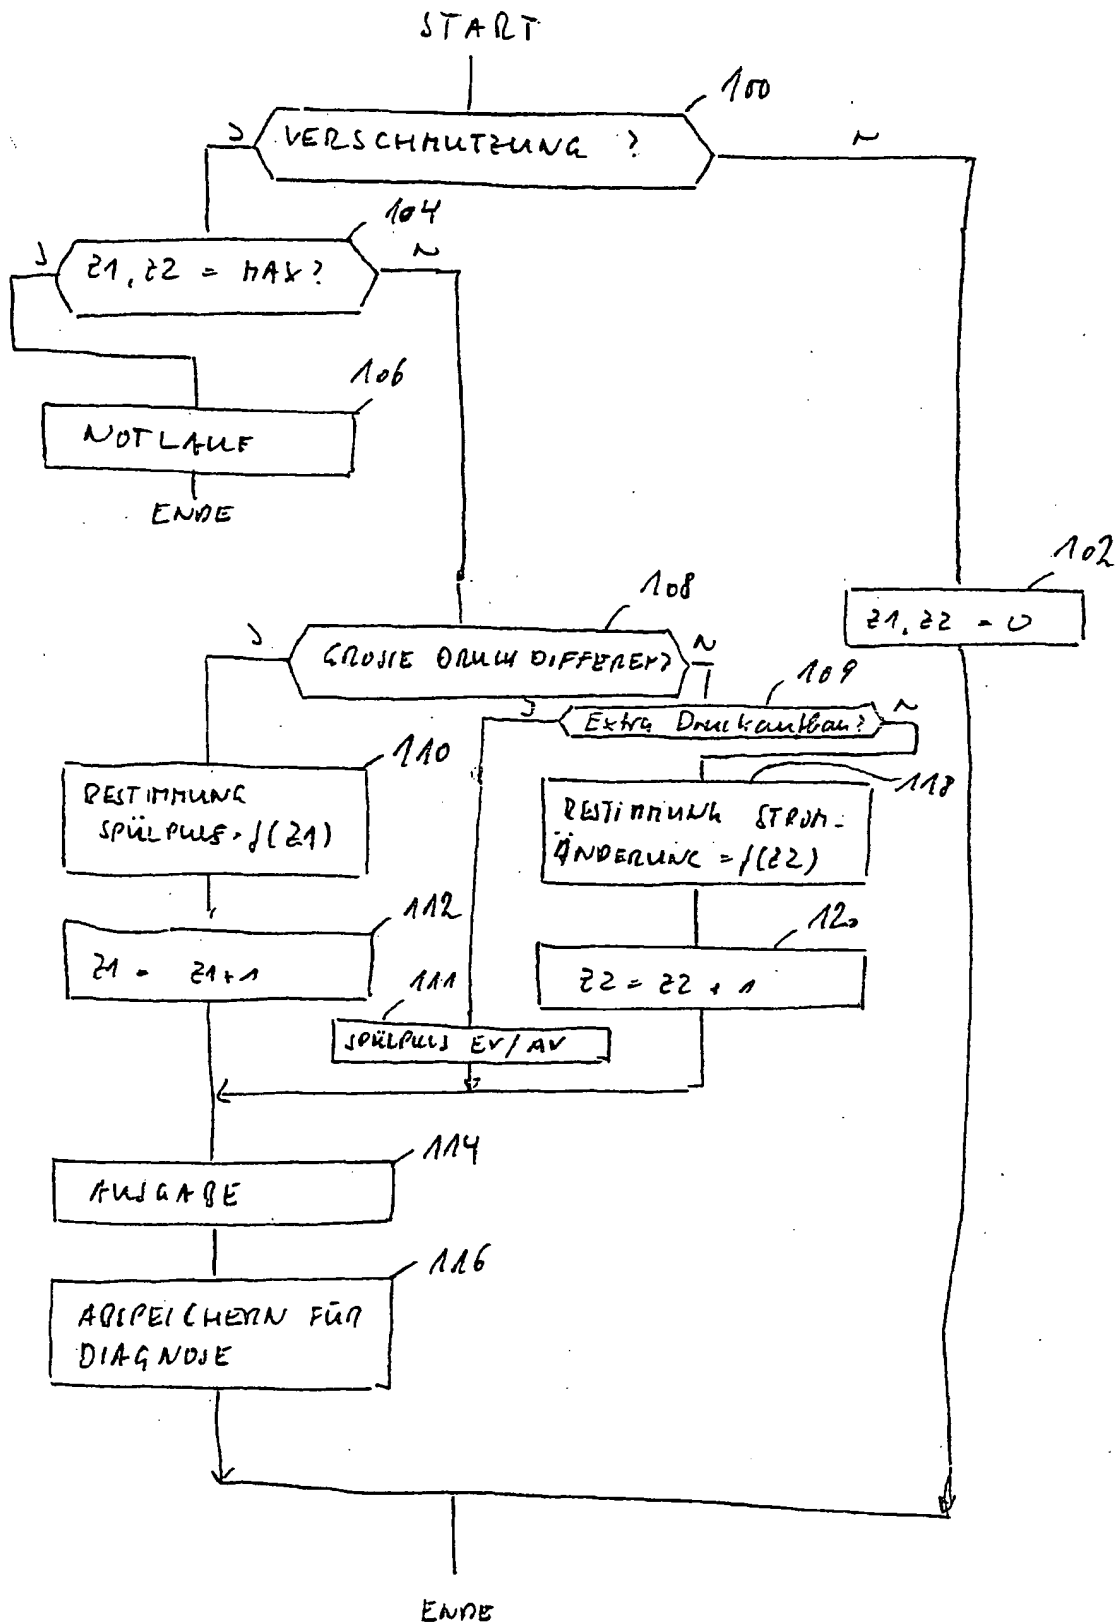 START
100
VERSCHMUTZUNG ?
J
N
104
Z1, Z2 = MAX?
J
N
106
NOTLAUF
ENDE
102
Z1, Z2 = 0
108
GROSSE DRUCKDIFFERENZ
J
N
109
Extra Druckaufbau?
J
N
110
BESTIMMUNG
SPÜLPULS = f(Z1)
118
BESTIMMUNG STROM-
ÄNDERUNG = f(Z2)
112
Z1 = Z1 + 1
120
Z2 = Z2 + 1
111
SPÜLPULS EV/AV
114
AUSGABE
116
ABSPEICHERN FÜR
DIAGNOSE
ENDE